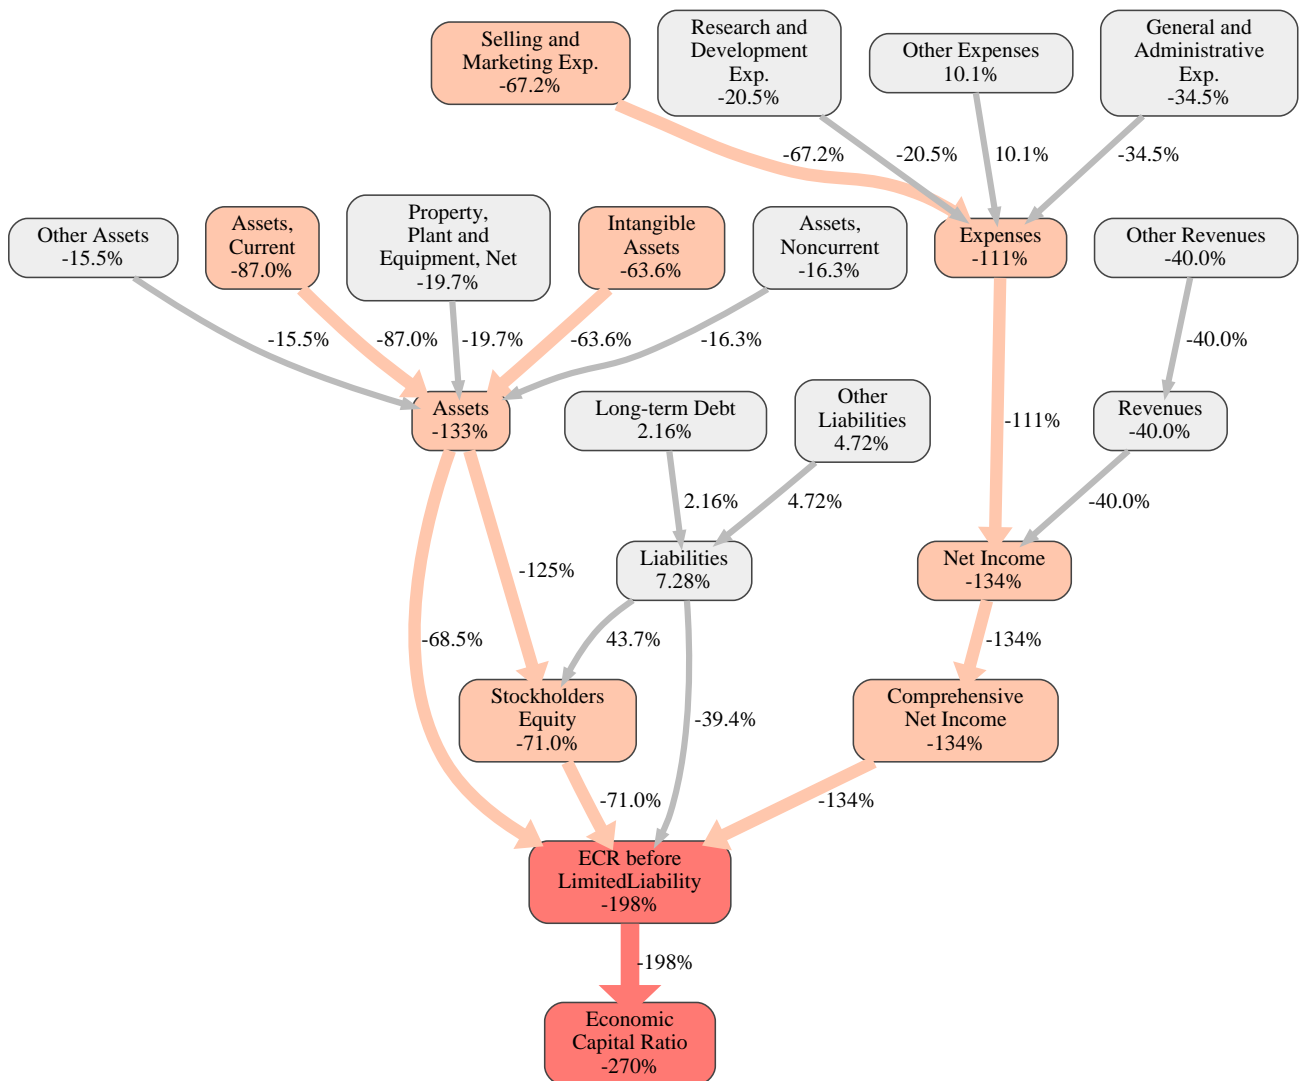 Selling and
Marketing Exp.
-67.2%
Research and
Development
Exp.
-20.5%
Other Expenses
10.1%
General and
Administrative
Exp.
-34.5%
-67.2%
-20.5%
10.1%
-34.5%
Other Assets
-15.5%
Assets,
Current
-87.0%
Property,
Plant and
Equipment, Net
-19.7%
Intangible
Assets
-63.6%
Assets,
Noncurrent
-16.3%
Expenses
-111%
Other Revenues
-40.0%
-15.5%
-87.0%
-19.7%
-63.6%
-16.3%
-40.0%
Assets
-133%
Long-term Debt
2.16%
Other
Liabilities
4.72%
-111%
Revenues
-40.0%
2.16%
4.72%
-40.0%
-125%
Liabilities
7.28%
Net Income
-134%
-68.5%
43.7%
-134%
Stockholders
Equity
-71.0%
-39.4%
Comprehensive
Net Income
-134%
-71.0%
-134%
ECR before
LimitedLiability
-198%
-198%
Economic
Capital Ratio
-270%